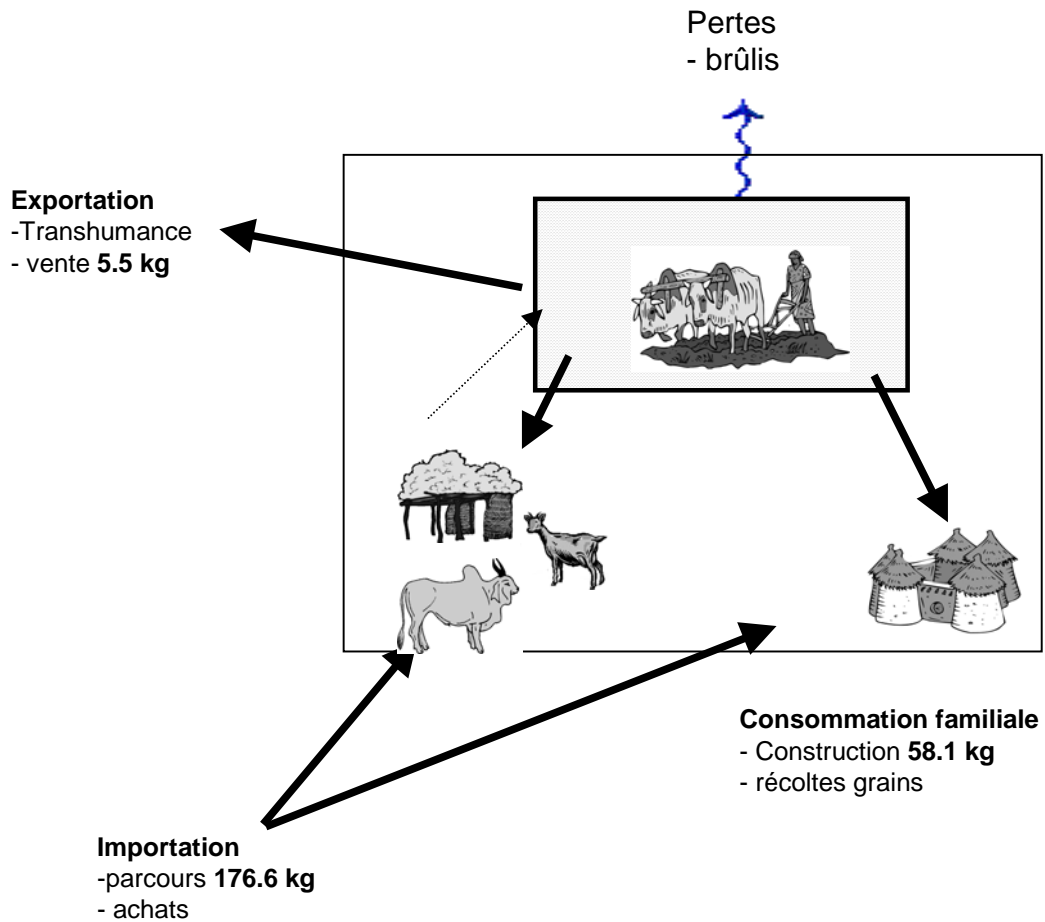 Pertes
- brûlis
Exportation
-Transhumance
- vente 5.5 kg
Consommation familiale
- Construction 58.1 kg
- récoltes grains
Importation
-parcours 176.6 kg
- achats